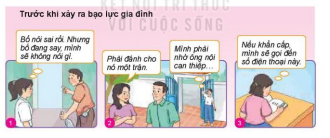 KẾT NỐI TRI THỨC
VỚI CUỘC SỐNG
Trước khi xảy ra bạo lực gia đình
Bố nói sai rồi. Nhưng
bố đang say, mình
sẽ không nói gì.
1
Phải đánh cho
nó một trận.
Mình phải
nhờ ông nội
can thiệp...
2
Nếu khẩn cấp,
mình sẽ gọi đến
số điện thoại này.
3